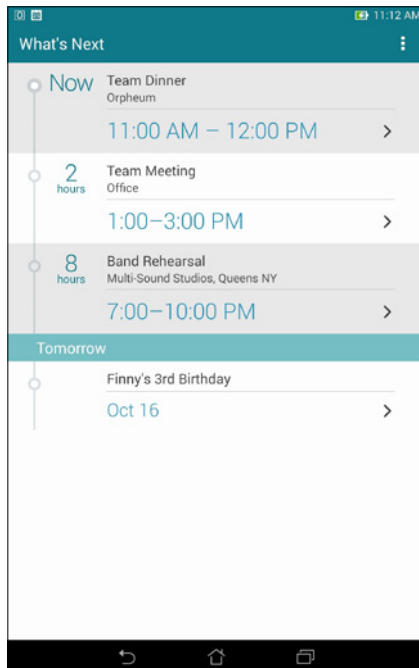 11:12 AM
What's Next
Now
Team Dinner
Orpheum
11:00 AM – 12:00 PM
2
hours
Team Meeting
Office
1:00–3:00 PM
8
hours
Band Rehearsal
Multi-Sound Studios, Queens NY
7:00–10:00 PM
Tomorrow
Finny's 3rd Birthday
Oct 16